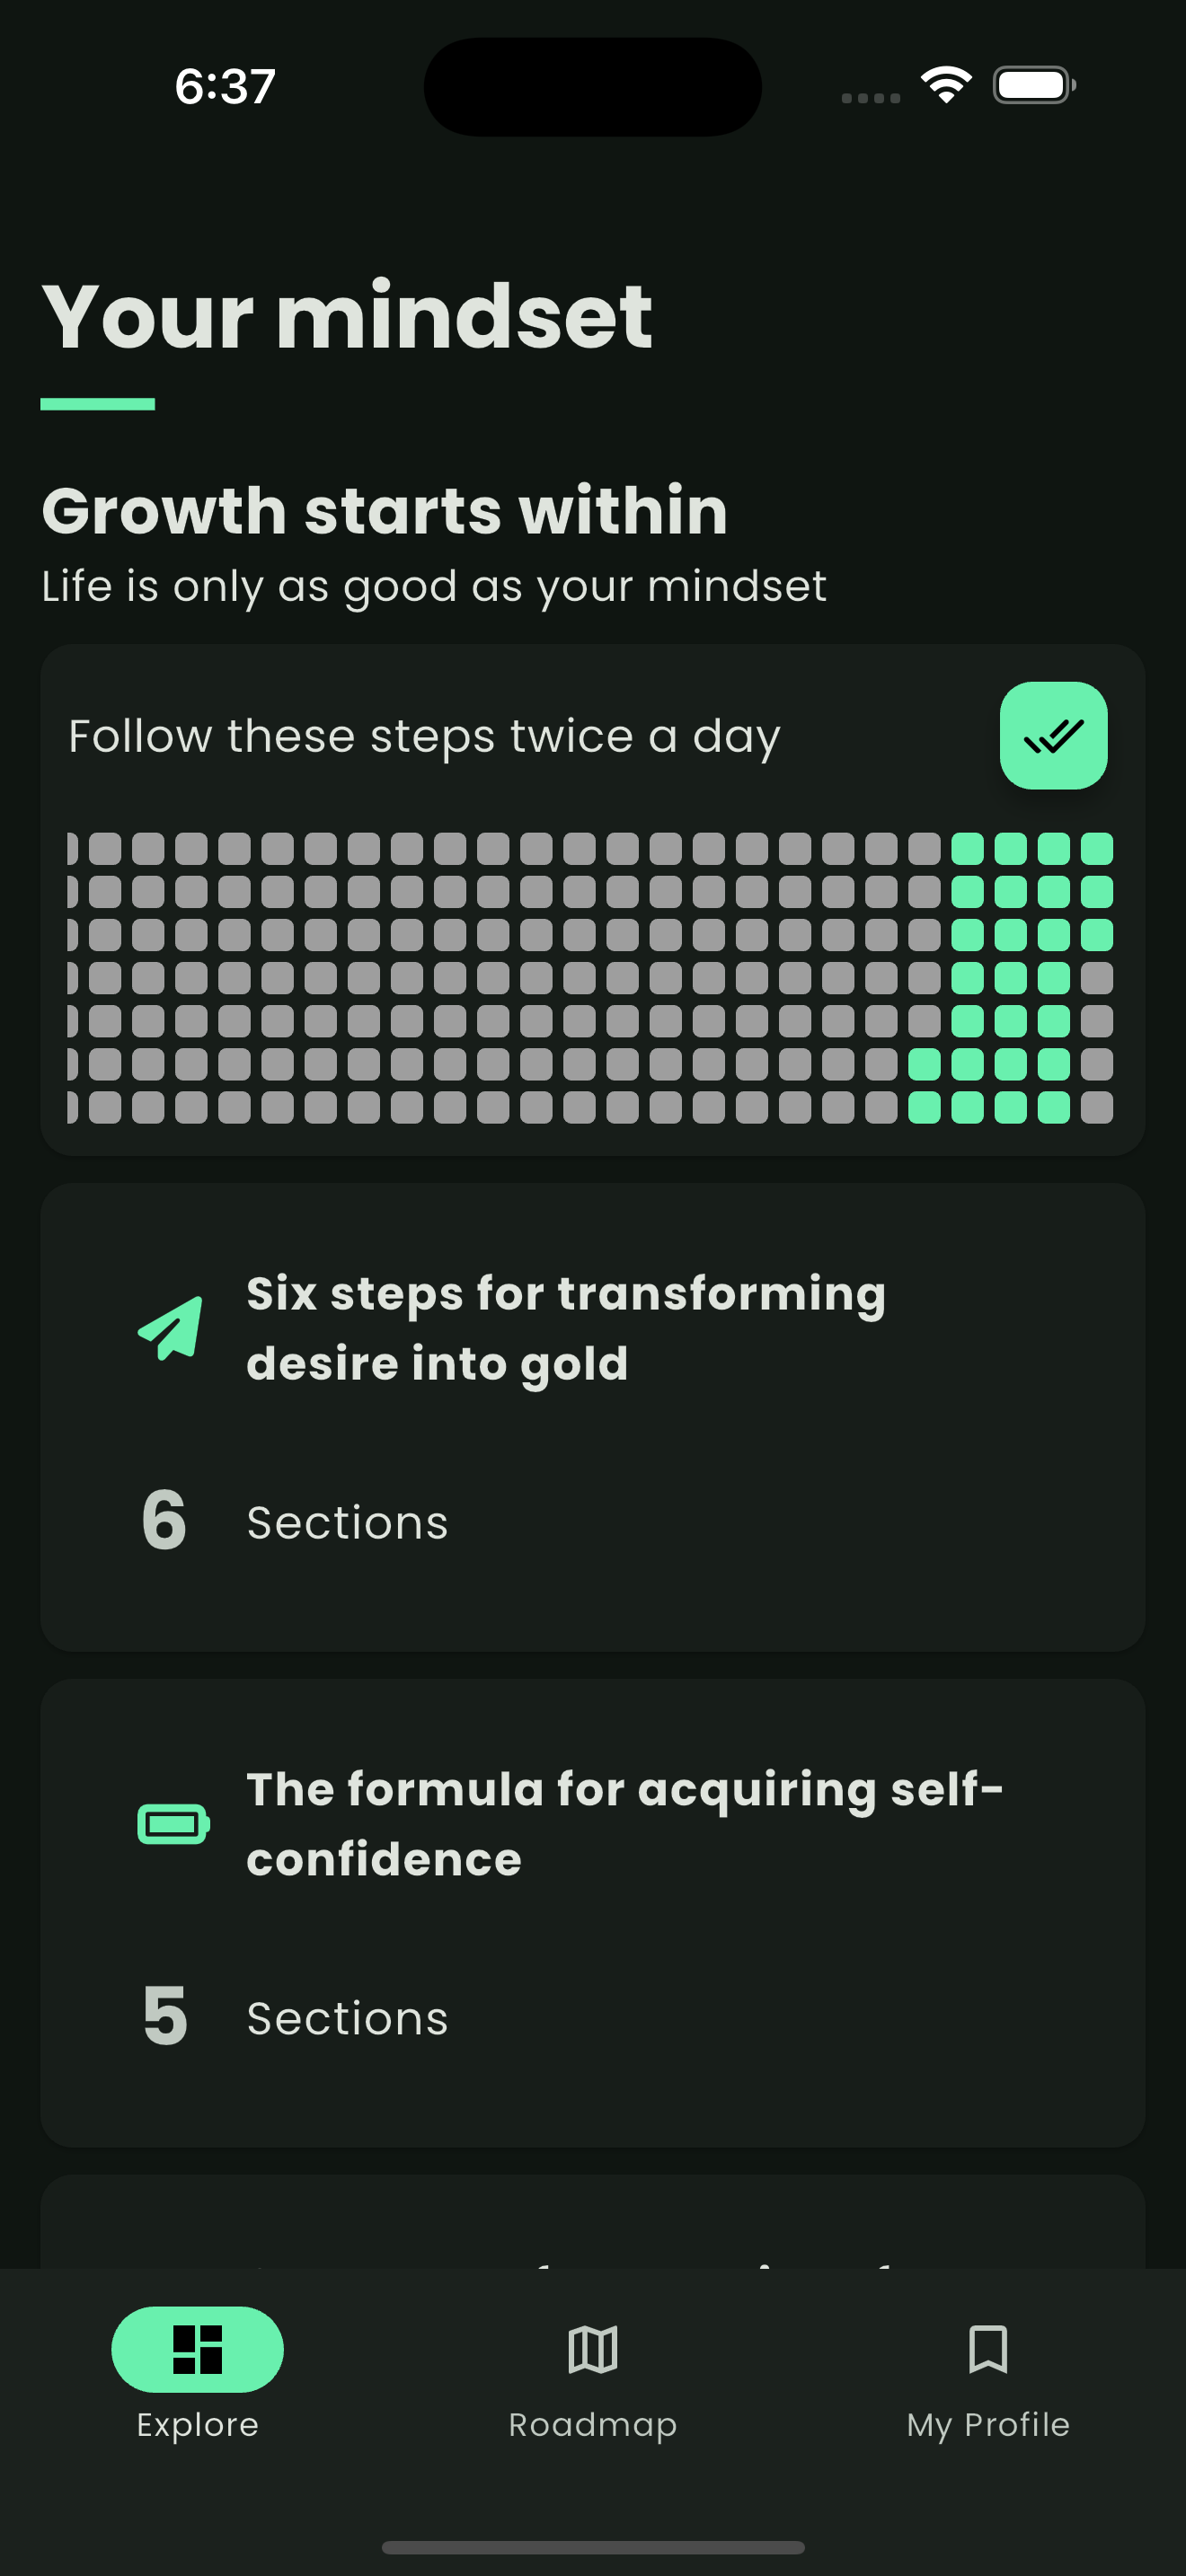 6:37
Your mindset
Growth starts within
Life is only as good as your mindset
Follow these steps twice a day
Six steps for transforming
desire into gold
6 Sections
The formula for acquiring self-
confidence
5 Sections
Explore Roadmap My Profile